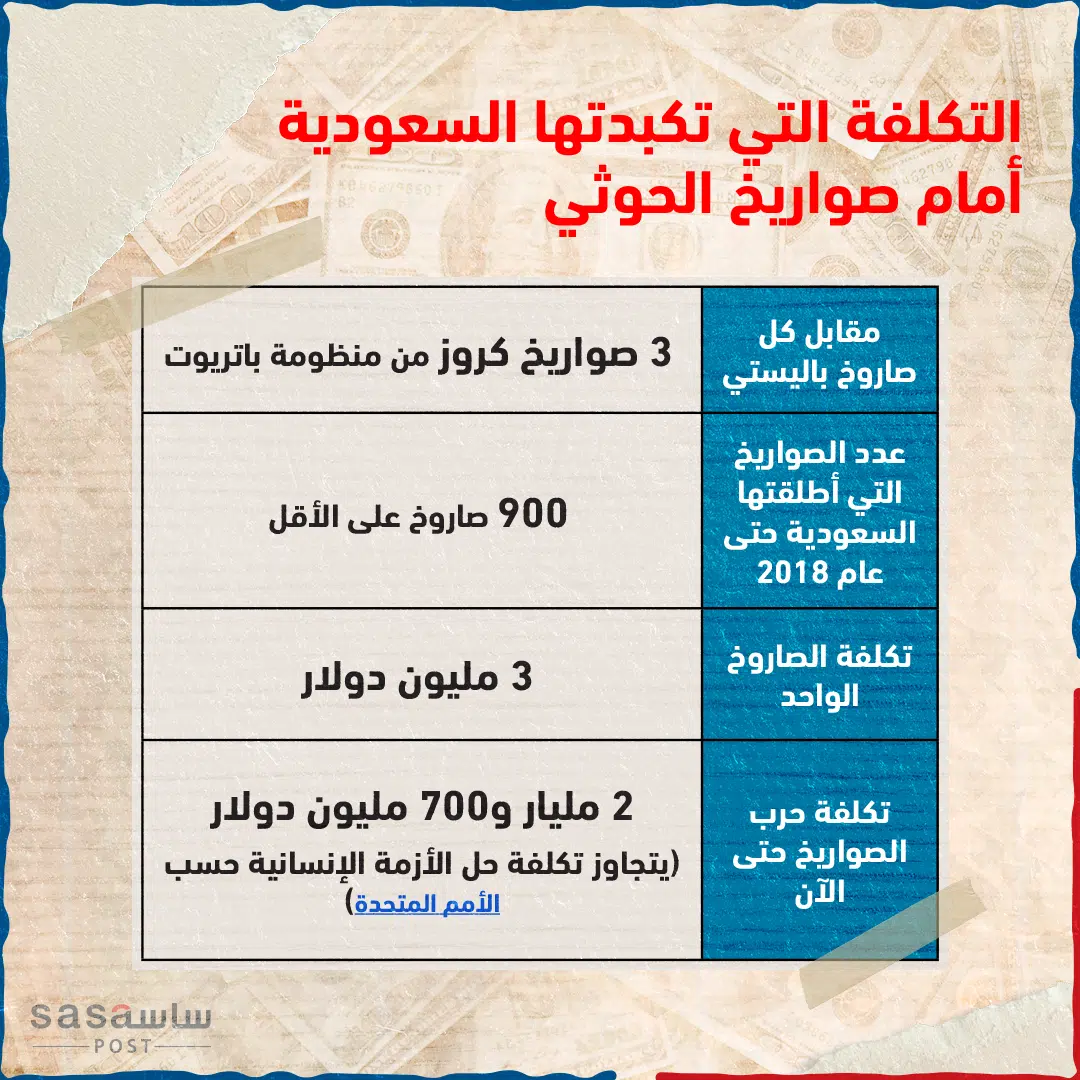 التكلفة التي تكبدتها السعودية
أمام صواريخ الحوثي
مقابل كل
صاروخ باليستي
3 صواريخ كروز من منظومة باتريوت
عدد الصواريخ
التي أطلقتها
السعودية حتى
عام 2018
900 صاروخ على الأقل
تكلفة الصاروخ
الواحد
3 مليون دولار
تكلفة حرب
الصواريخ حتى
الآن
2 مليار و700 مليون دولار
(يتجاوز تكلفة حل الأزمة الإنسانية حسب
الأمم المتحدة)
sasaساسا
POST